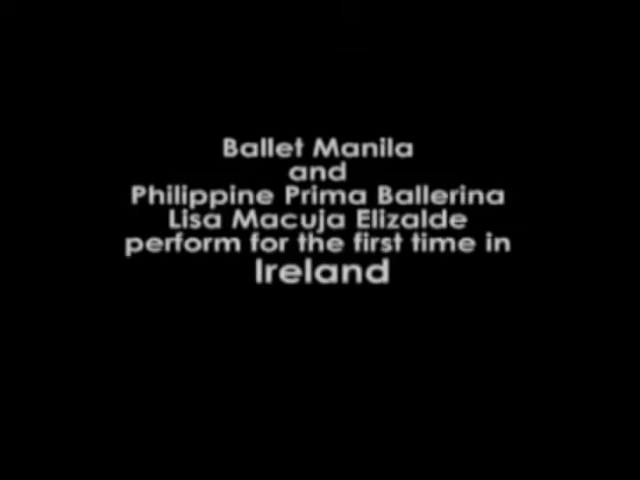 Ballet Manila
and
Philippine Prima Ballerina
Lisa Macuja Elizalde
perform for the first time in
Ireland